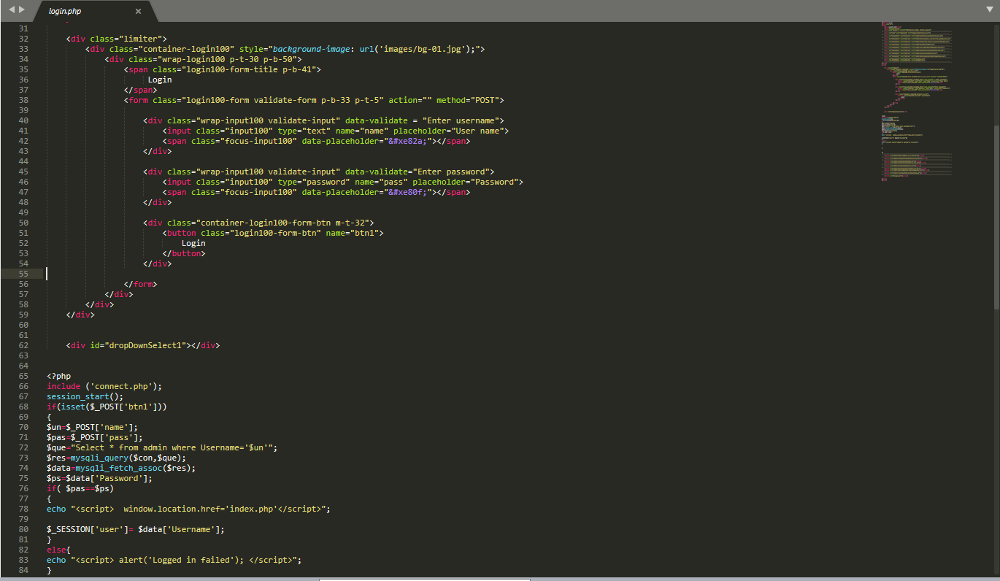 login.php ×
31
32 <div class="limiter">
33 <div class="container-login100" style="background-image: url('images/bg-01.jpg');">
34 <div class="wrap-login100 p-t-30 p-b-50">
35 <span class="login100-form-title p-b-41">
36 Login
37 </span>
38 <form class="login100-form validate-form p-b-33 p-t-5" action="" method="POST">
39
40 <div class="wrap-input100 validate-input" data-validate = "Enter username">
41 <input class="input100" type="text" name="name" placeholder="User name">
42 <span class="focus-input100" data-placeholder="&#xe82a;"></span>
43 </div>
44
45 <div class="wrap-input100 validate-input" data-validate="Enter password">
46 <input class="input100" type="password" name="pass" placeholder="Password">
47 <span class="focus-input100" data-placeholder="&#xe80f;"></span>
48 </div>
49
50 <div class="container-login100-form-btn m-t-32">
51 <button class="login100-form-btn" name="btn1">
52 Login
53 </button>
54 </div>
55
56 </form>
57 </div>
58 </div>
59 </div>
60
61
62 <div id="dropDownSelect1"></div>
63
64
65 <?php
66 include ('connect.php');
67 session_start();
68 if(isset($_POST['btn1']))
69 {
70 $un=$_POST['name'];
71 $pas=$_POST['pass'];
72 $que="Select * from admin where Username='$un'";
73 $res=mysqli_query($con,$que);
74 $data=mysqli_fetch_assoc($res);
75 $ps=$data['Password'];
76 if( $pas==$ps)
77 {
78 echo "<script>  window.location.href='index.php'</script>";
79
80 $_SESSION['user']= $data['Username'];
81 }
82 else{
83 echo "<script> alert('Logged in failed'); </script>";
84 }